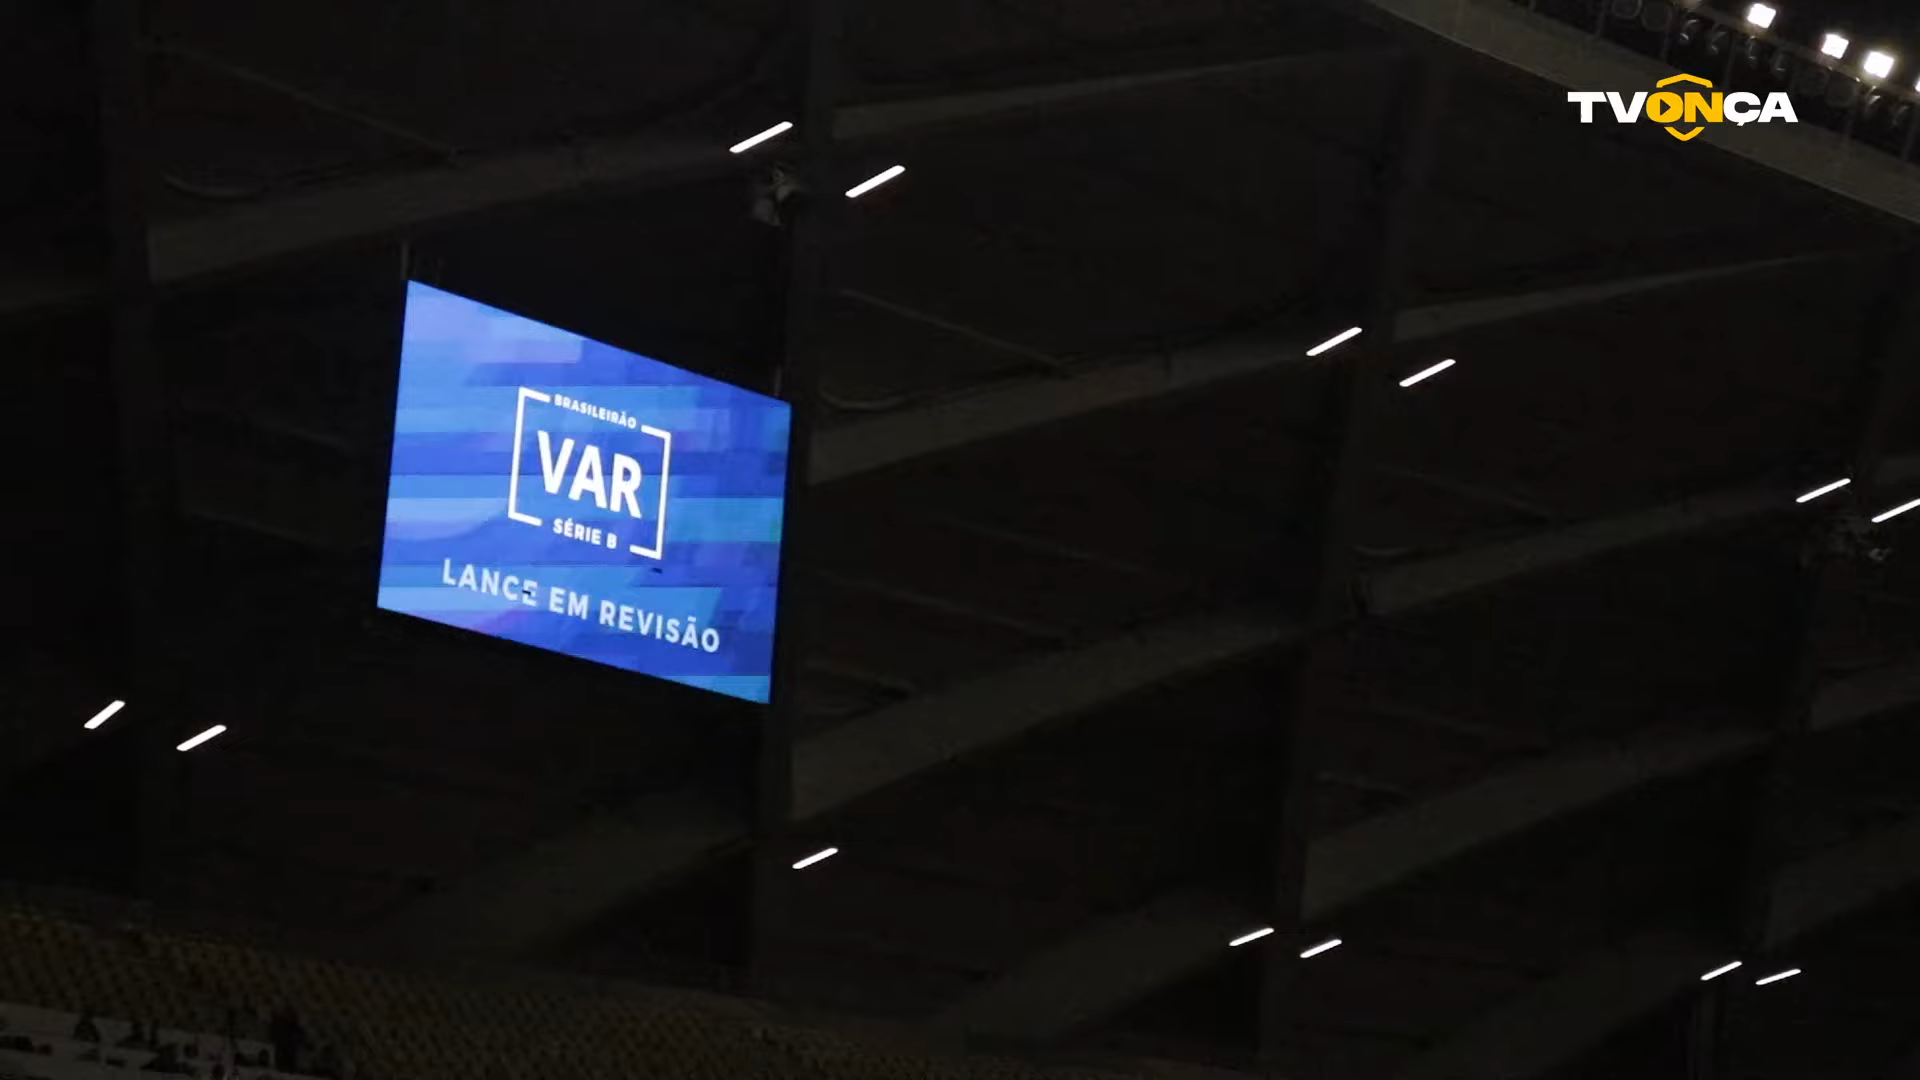 TVONÇA
BRASILEIRÃO
VAR
SÉRIE B
LANCE EM REVISÃO